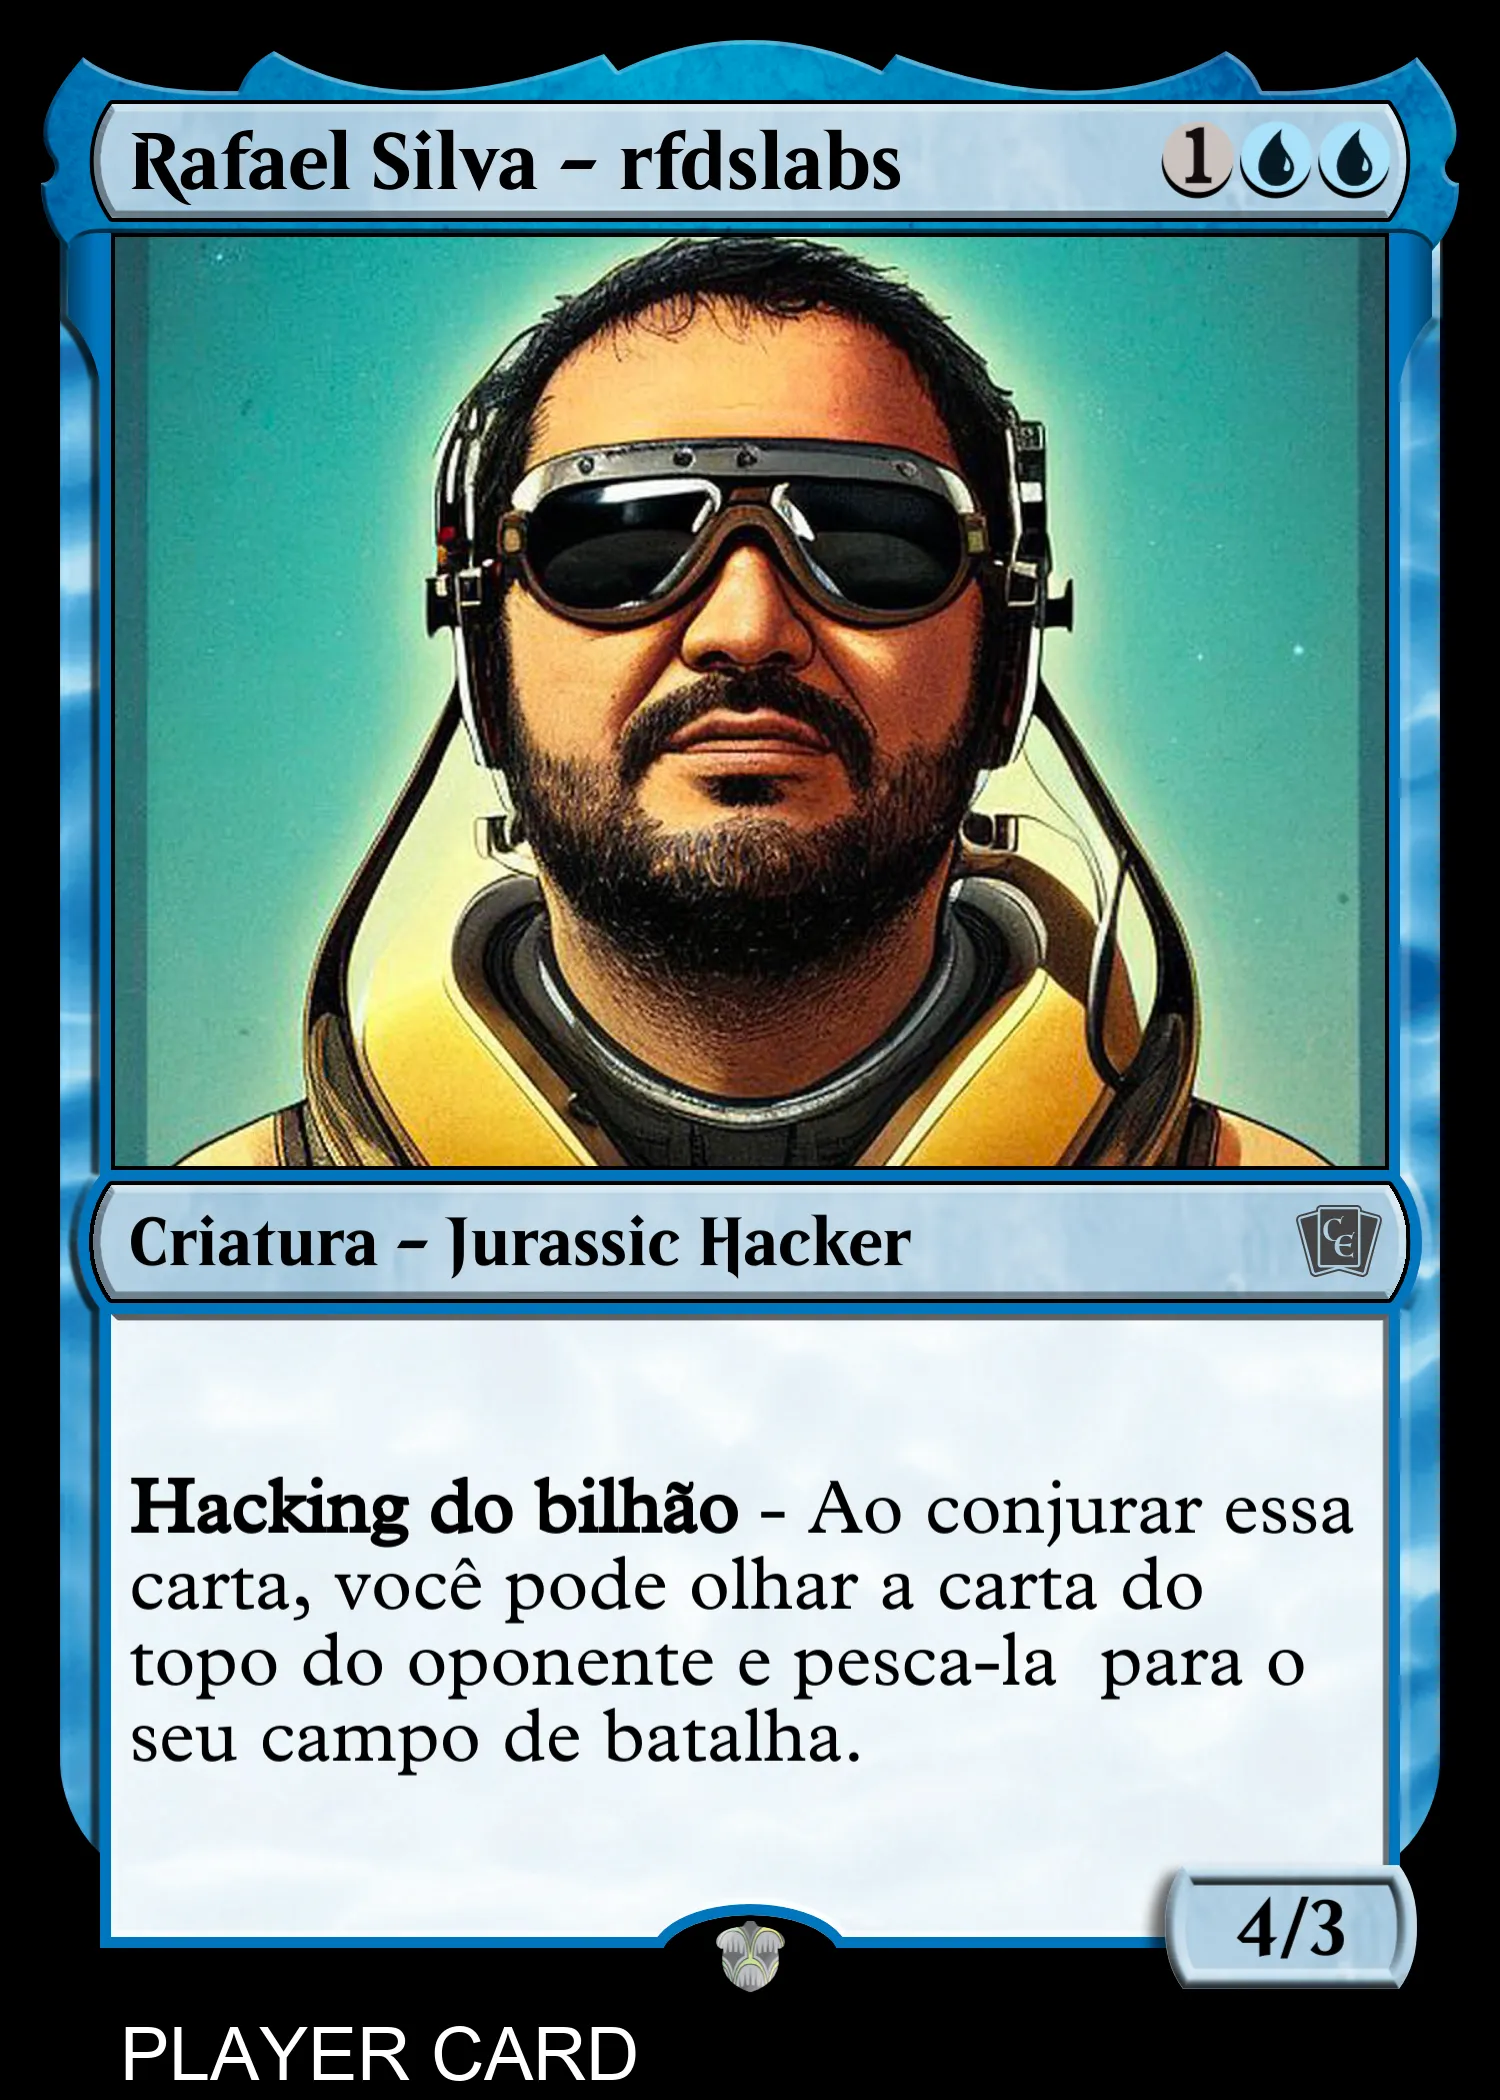 Rafael Silva – rfdslabs 1
Criatura – Jurassic Hacker CE
Hacking do bilhão - Ao conjurar essa
carta, você pode olhar a carta do
topo do oponente e pesca-la para o
seu campo de batalha.
4/3
PLAYER CARD